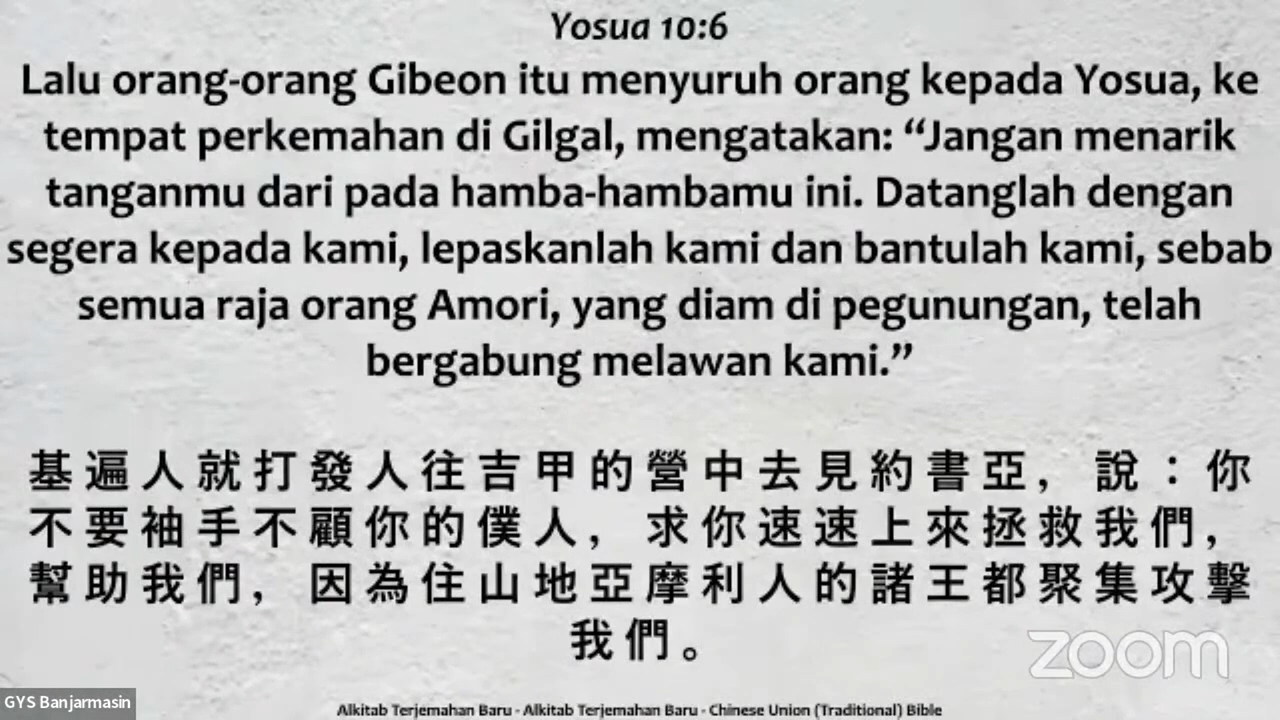 Yosua 10:6
Lalu orang-orang Gibeon itu menyuruh orang kepada Yosua, ke
tempat perkemahan di Gilgal, mengatakan: “Jangan menarik
tanganmu dari pada hamba-hambamu ini. Datanglah dengan
segera kepada kami, lepaskanlah kami dan bantulah kami, sebab
semua raja orang Amori, yang diam di pegunungan, telah
bergabung melawan kami.”
基遍人就打發人往吉甲的營中去見約書亞，說：你
不要袖手不顧你的僕人，求你速速上來拯救我們，
幫助我們，因為住山地亞摩利人的諸王都聚集攻擊
我們。
zoom
GYS Banjarmasin
Alkitab Terjemahan Baru - Alkitab Terjemahan Baru - Chinese Union (Traditional) Bible